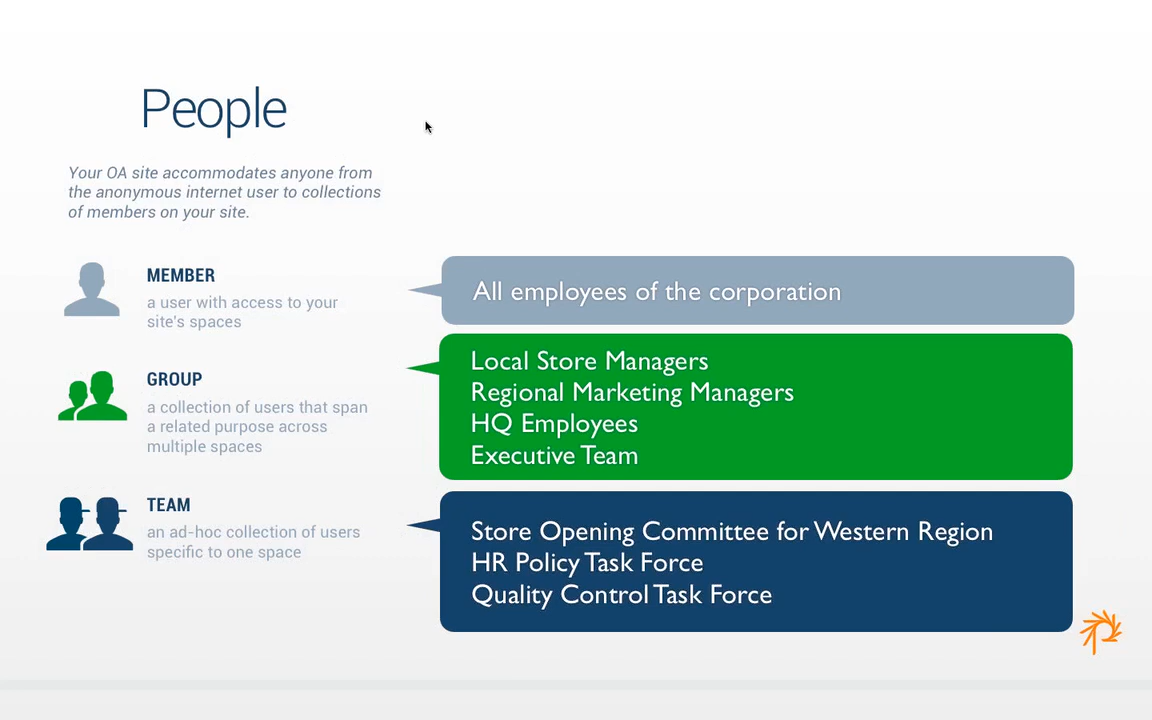 People
Your OA site accommodates anyone from
the anonymous internet user to collections
of members on your site.
MEMBER
a user with access to your
site's spaces
All employees of the corporation
GROUP
a collection of users that span
a related purpose across
multiple spaces
Local Store Managers
Regional Marketing Managers
HQ Employees
Executive Team
TEAM
an ad-hoc collection of users
specific to one space
Store Opening Committee for Western Region
HR Policy Task Force
Quality Control Task Force